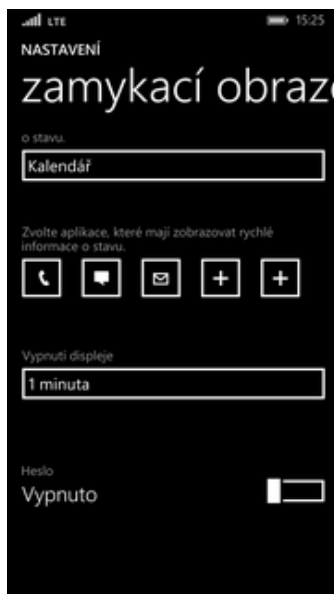 LTE 15:25
NASTAVENÍ
zamykací obraz
o stavu.
Kalendář
Zvolte aplikace, které mají zobrazovat rychlé
informace o stavu.
Vypnutí displeje
1 minuta
Heslo
Vypnuto